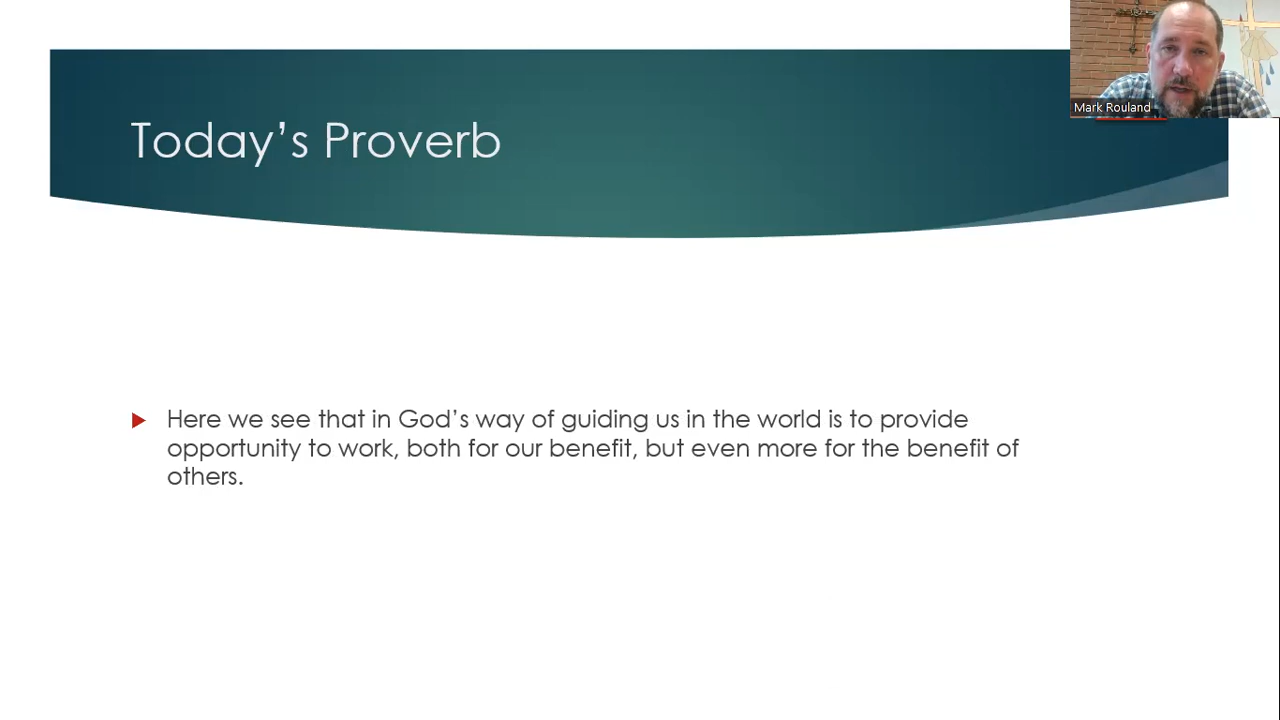 Today’s Proverb
Mark Rouland
Here we see that in God’s way of guiding us in the world is to provide
opportunity to work, both for our benefit, but even more for the benefit of
others.